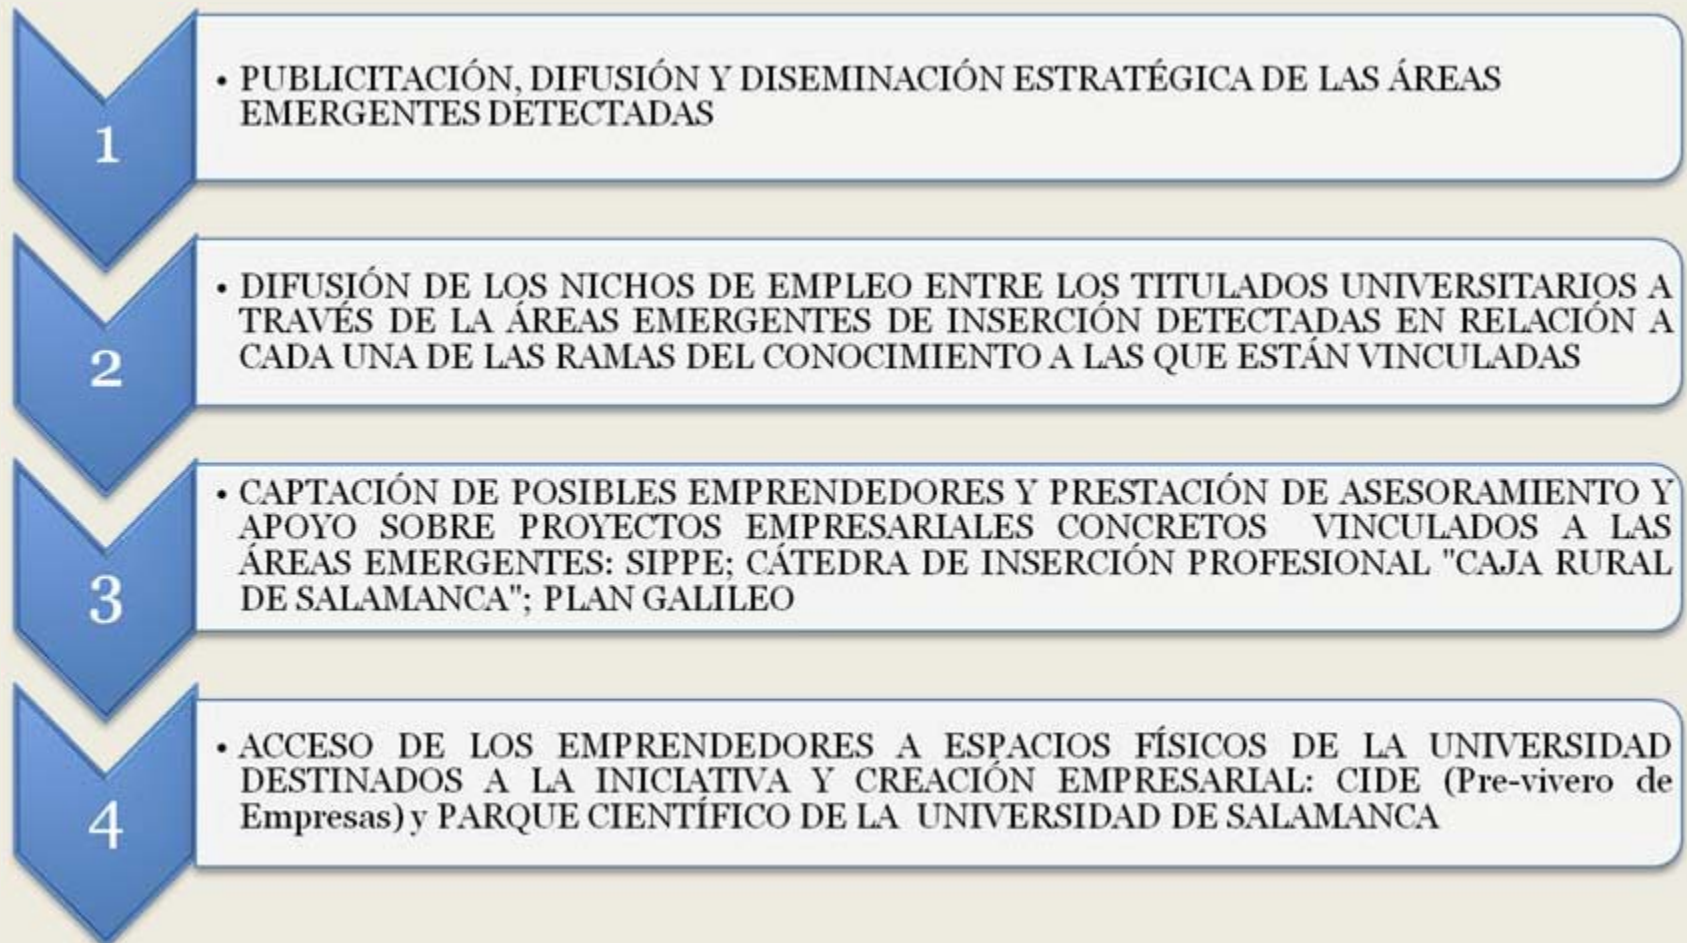 1
• PUBLICITACIÓN, DIFUSIÓN Y DISEMINACIÓN ESTRATÉGICA DE LAS ÁREAS
EMERGENTES DETECTADAS
2
• DIFUSIÓN DE LOS NICHOS DE EMPLEO ENTRE LOS TITULADOS UNIVERSITARIOS A
TRAVÉS DE LA ÁREAS EMERGENTES DE INSERCIÓN DETECTADAS EN RELACIÓN A
CADA UNA DE LAS RAMAS DEL CONOCIMIENTO A LAS QUE ESTÁN VINCULADAS
3
• CAPTACIÓN DE POSIBLES EMPRENDEDORES Y PRESTACIÓN DE ASESORAMIENTO Y
APOYO SOBRE PROYECTOS EMPRESARIALES CONCRETOS VINCULADOS A LAS
ÁREAS EMERGENTES: SIPPE; CÁTEDRA DE INSERCIÓN PROFESIONAL "CAJA RURAL
DE SALAMANCA"; PLAN GALILEO
4
• ACCESO DE LOS EMPRENDEDORES A ESPACIOS FÍSICOS DE LA UNIVERSIDAD
DESTINADOS A LA INICIATIVA Y CREACIÓN EMPRESARIAL: CIDE (Pre-vivero de
Empresas) y PARQUE CIENTÍFICO DE LA UNIVERSIDAD DE SALAMANCA